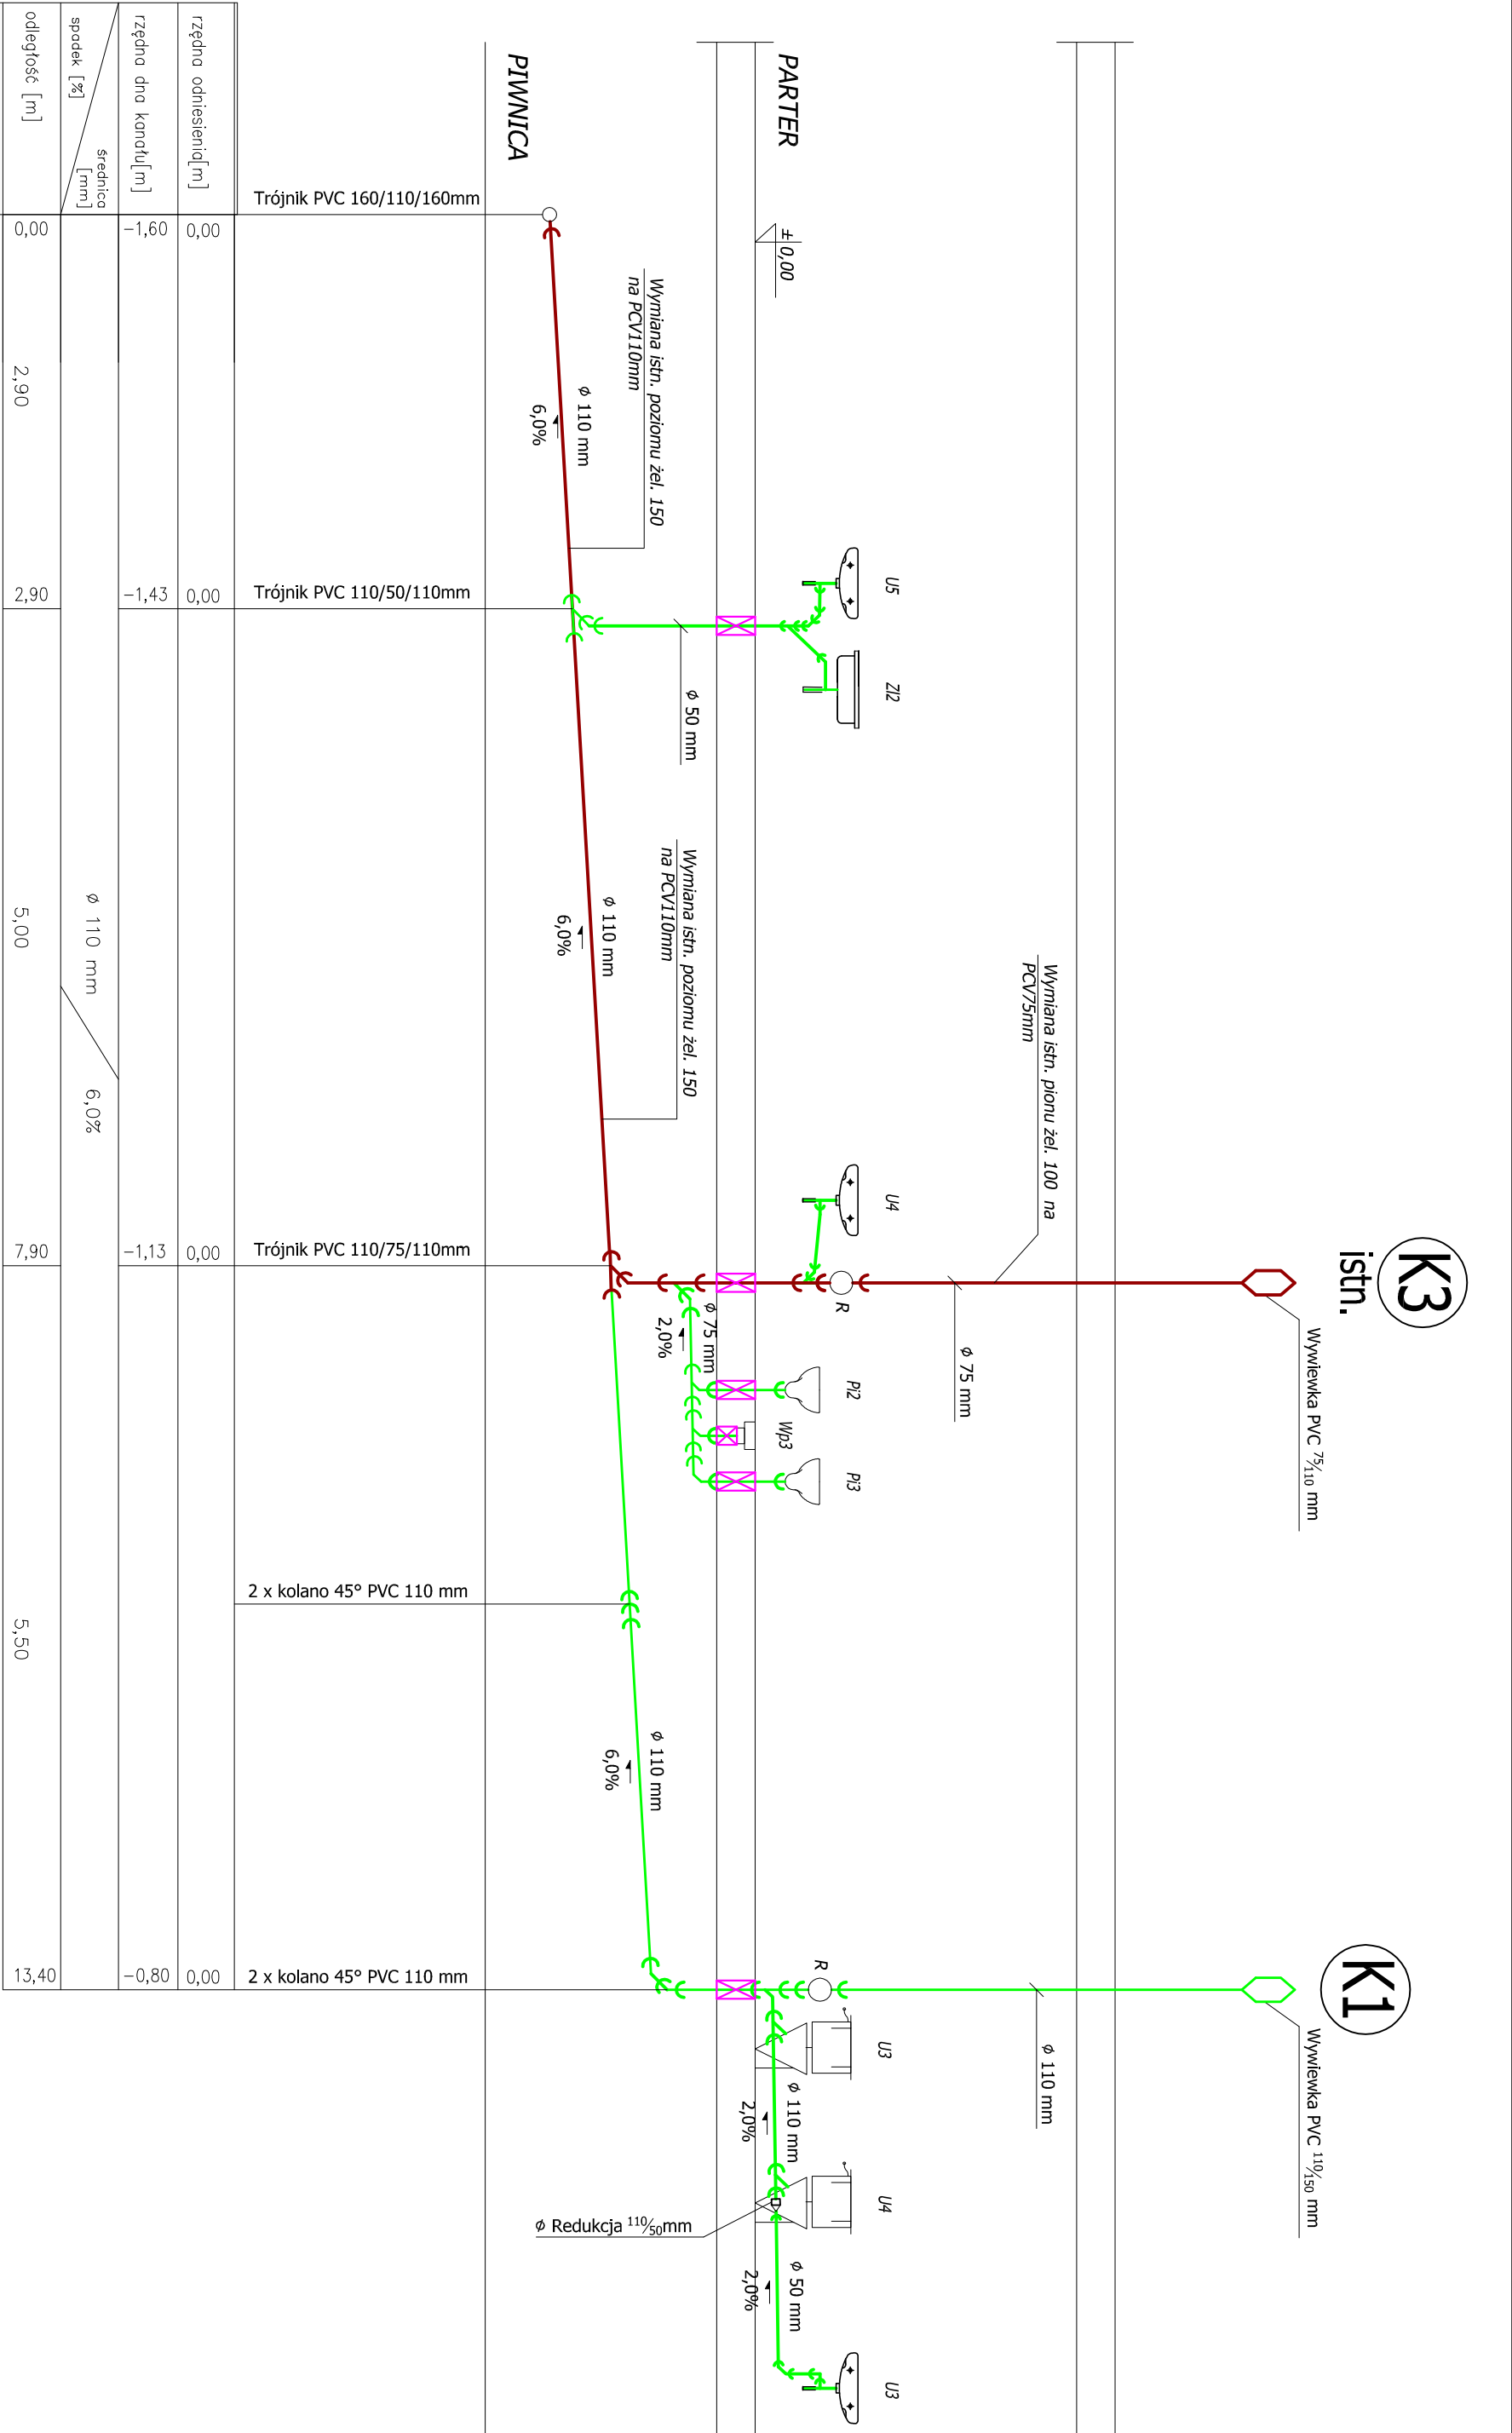 K3
istn.
K1
Wywiewka PVC 75/110 mm
Wywiewka PVC 110/150 mm
Wymiana istn. pionu żel. 100 na
PCV75mm
ϕ 75 mm
ϕ 110 mm
PARTER
± 0,00
U5
Zl2
U4
R
Pi2
Wp3
Pi3
R
U3
U4
U3
ϕ 110 mm
2,0%
ϕ 50 mm
2,0%
ϕ 50 mm
ϕ 75 mm
2,0%
Wymiana istn. poziomu żel. 150
na PCV110mm
Wymiana istn. poziomu żel. 150
na PCV110mm
ϕ 110 mm
6,0%
ϕ 110 mm
6,0%
ϕ 110 mm
6,0%
ϕ Redukcja 110/50mm
PIWNICA
Trójnik PVC 160/110/160mm
Trójnik PVC 110/50/110mm
Trójnik PVC 110/75/110mm
2 x kolano 45° PVC 110 mm
2 x kolano 45° PVC 110 mm
rzędna odniesienia[m]
0,00 0,00 0,00 0,00
rzędna dna kanału[m]
-1,60 -1,43 -1,13 -0,80
średnica
[mm]
spadek [%]
ϕ 110 mm 6,0%
odległość [m]
0,00 2,90 2,90 5,00 7,90 5,50 13,40